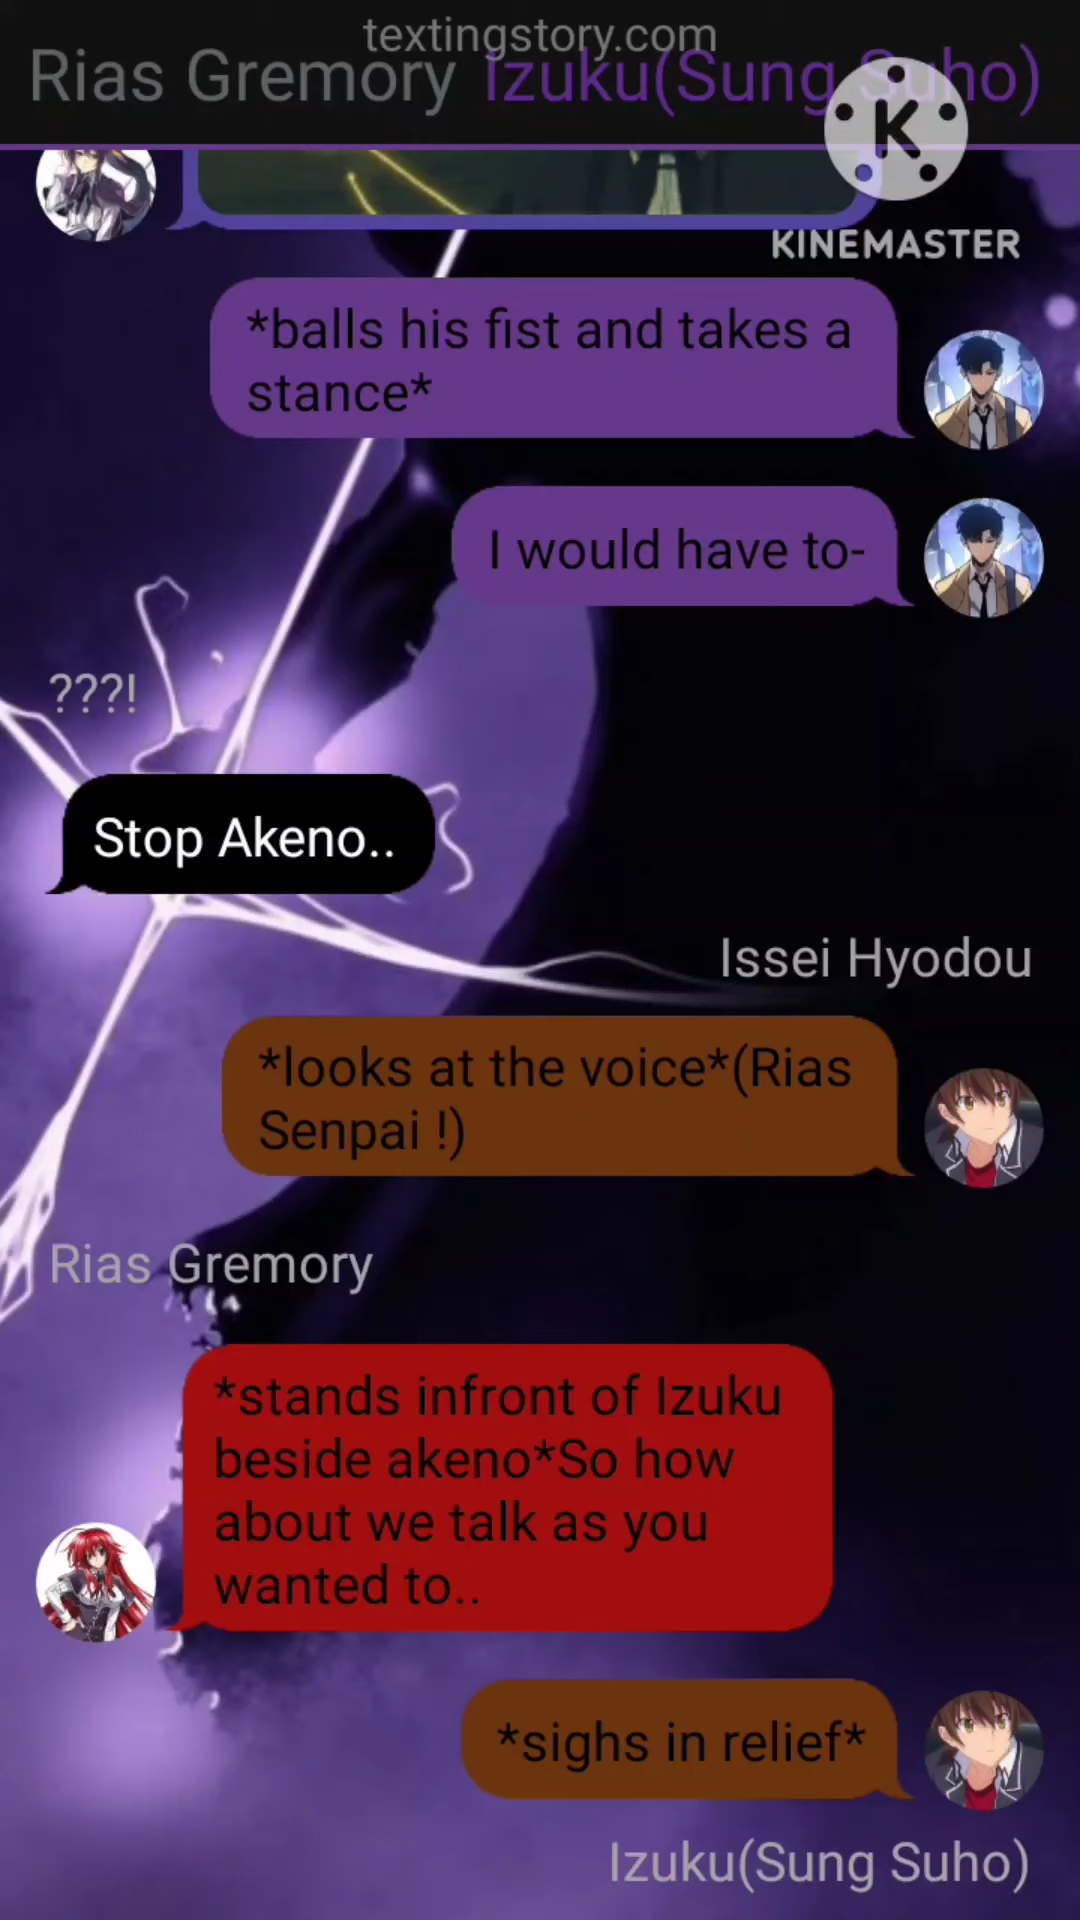 textingstory.com
Rias Gremory Izuku(Sung Suho)
K
KINEMASTER
*balls his fist and takes a
stance*
I would have to-
???!
Stop Akeno..
Issei Hyodou
*looks at the voice*(Rias
Senpai !)
Rias Gremory
*stands infront of Izuku
beside akeno*So how
about we talk as you
wanted to..
*sighs in relief*
Izuku(Sung Suho)